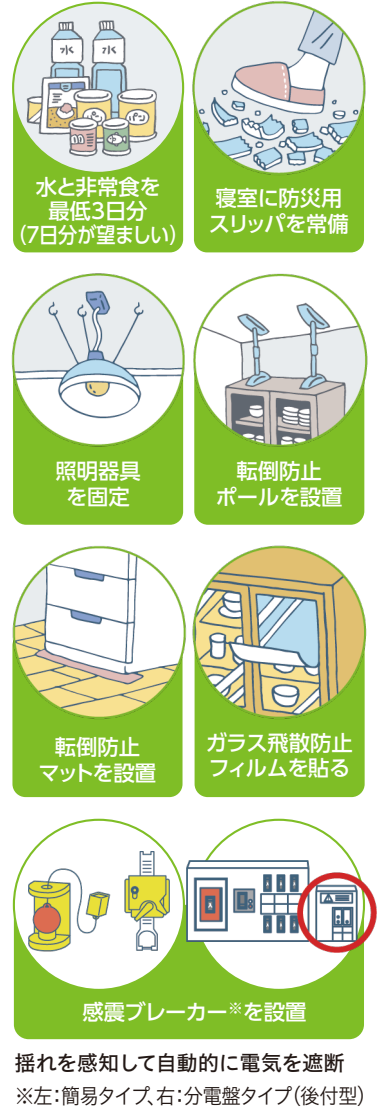 水 水
パン パン
水と非常食を
最低3日分
(7日分が望ましい)
寝室に防災用
スリッパを常備
照明器具
を固定
転倒防止
ポールを設置
転倒防止
マットを設置
ガラス飛散防止
フィルムを貼る
感震ブレーカー※を設置
揺れを感知して自動的に電気を遮断
※左:簡易タイプ、右:分電盤タイプ(後付型)